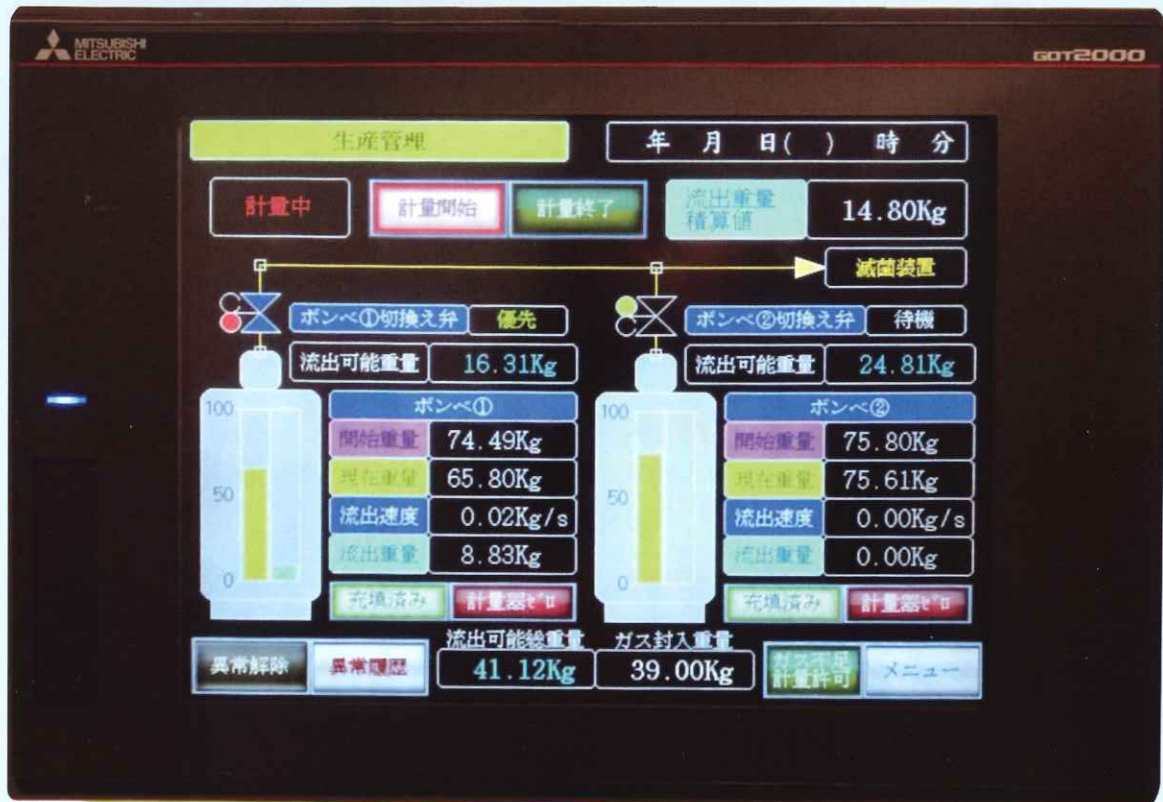 MITSUBISHI
ELECTRIC
GOT2000
生産管理
年 月 日( ) 時 分
計量中
計量開始
計量終了
流出重量
積算値
14.80Kg
滅菌装置
ボンベ①切換え弁 優先
ボンベ②切換え弁 待機
流出可能重量 16.31Kg
流出可能重量 24.81Kg
100
50
0
ボンベ①
開始重量 74.49Kg
現在重量 65.80Kg
流出速度 0.02Kg/s
流出重量 8.83Kg
充填済み 計量器ゼロ
100
50
0
ボンベ②
開始重量 75.80Kg
現在重量 75.61Kg
流出速度 0.00Kg/s
流出重量 0.00Kg
充填済み 計量器ゼロ
異常解除
異常履歴
流出可能総重量
41.12Kg
ガス封入重量
39.00Kg
ガス不足
計量許可
メニュー